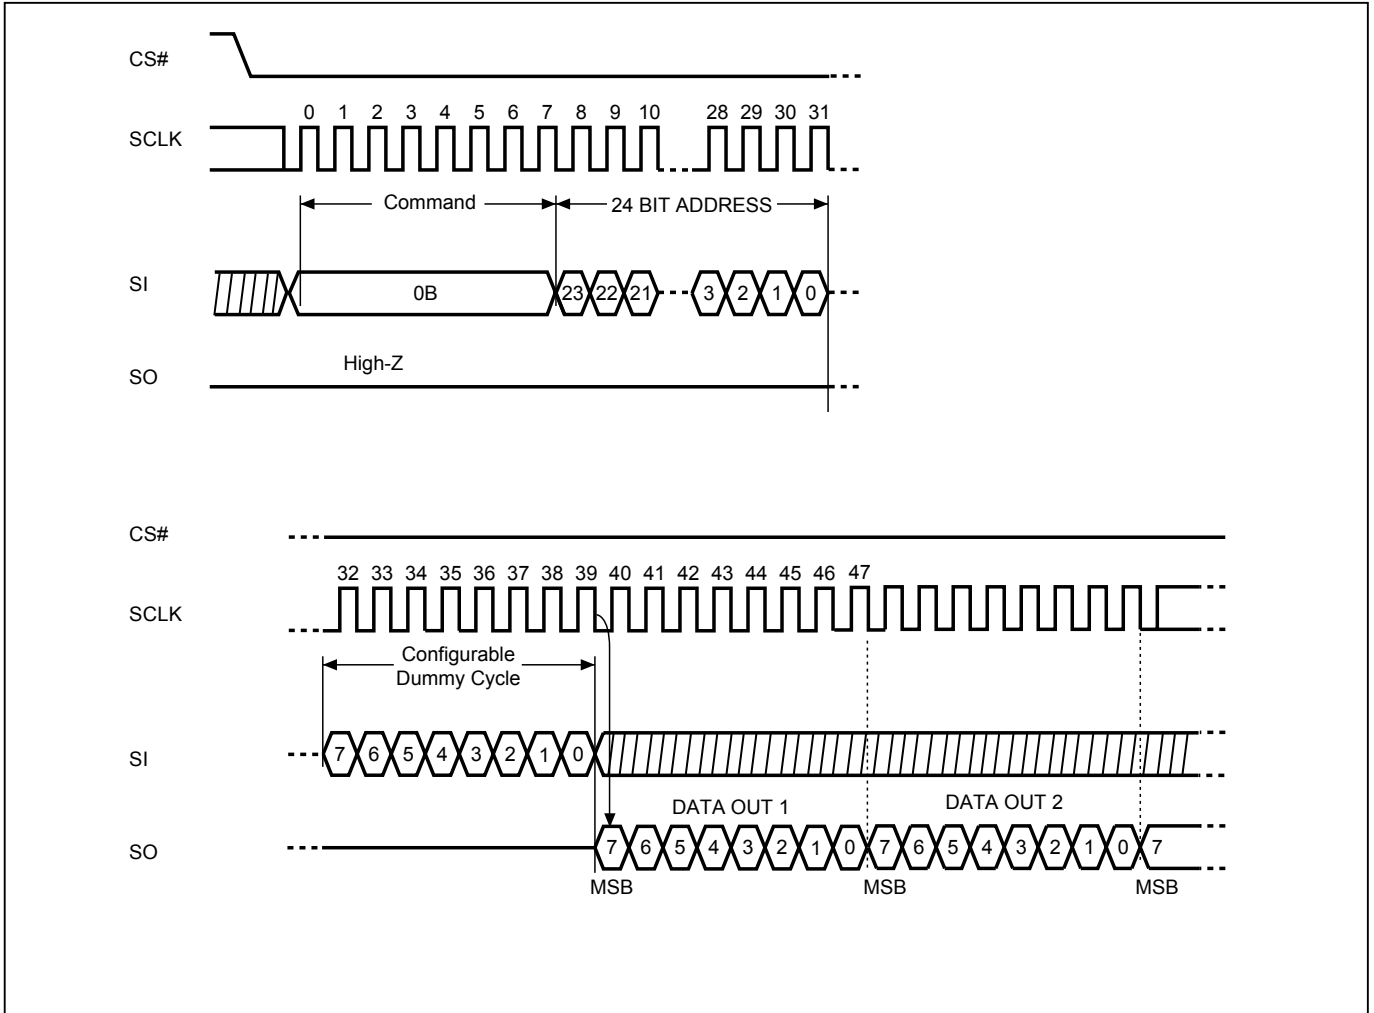 CS#
0 1 2 3 4 5 6 7 8 9 10 28 29 30 31
SCLK
Command 24 BIT ADDRESS
SI 0B 23 22 21 3 2 1 0
High-Z
SO
CS#
32 33 34 35 36 37 38 39 40 41 42 43 44 45 46 47
SCLK
Configurable
Dummy Cycle
SI 7 6 5 4 3 2 1 0
DATA OUT 1 DATA OUT 2
SO 7 6 5 4 3 2 1 0 7 6 5 4 3 2 1 0 7
MSB MSB MSB